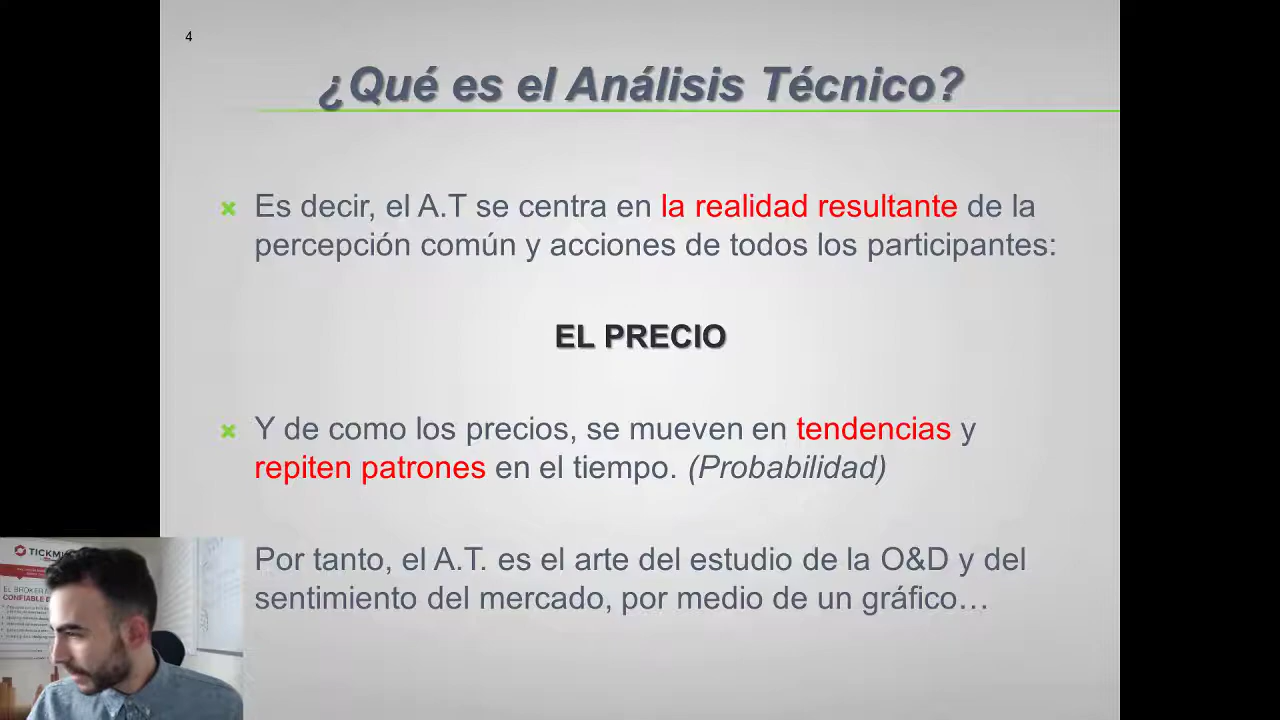 4
¿Qué es el Análisis Técnico?
Es decir, el A.T se centra en la realidad resultante de la
percepción común y acciones de todos los participantes:
EL PRECIO
Y de como los precios, se mueven en tendencias y
repiten patrones en el tiempo. (Probabilidad)
Por tanto, el A.T. es el arte del estudio de la O&D y del
sentimiento del mercado, por medio de un gráfico…
EL BROKER